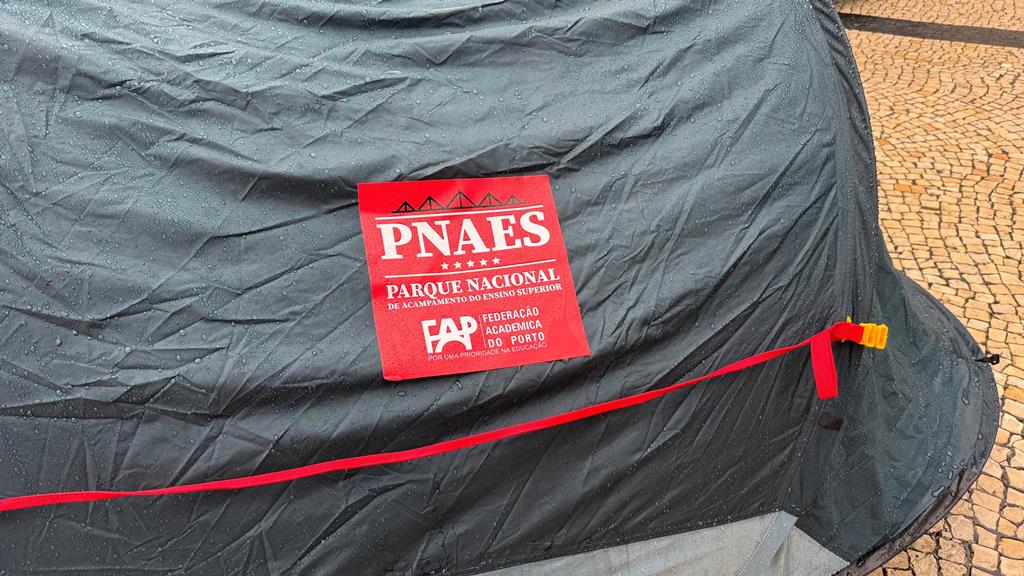 PNAES
PARQUE NACIONAL
DE ACAMPAMENTO DO ENSINO SUPERIOR
FAP
FEDERAÇÃO
ACADEMICA
DO PORTO
POR UMA PRIORIDADE NA EDUCAÇÃO